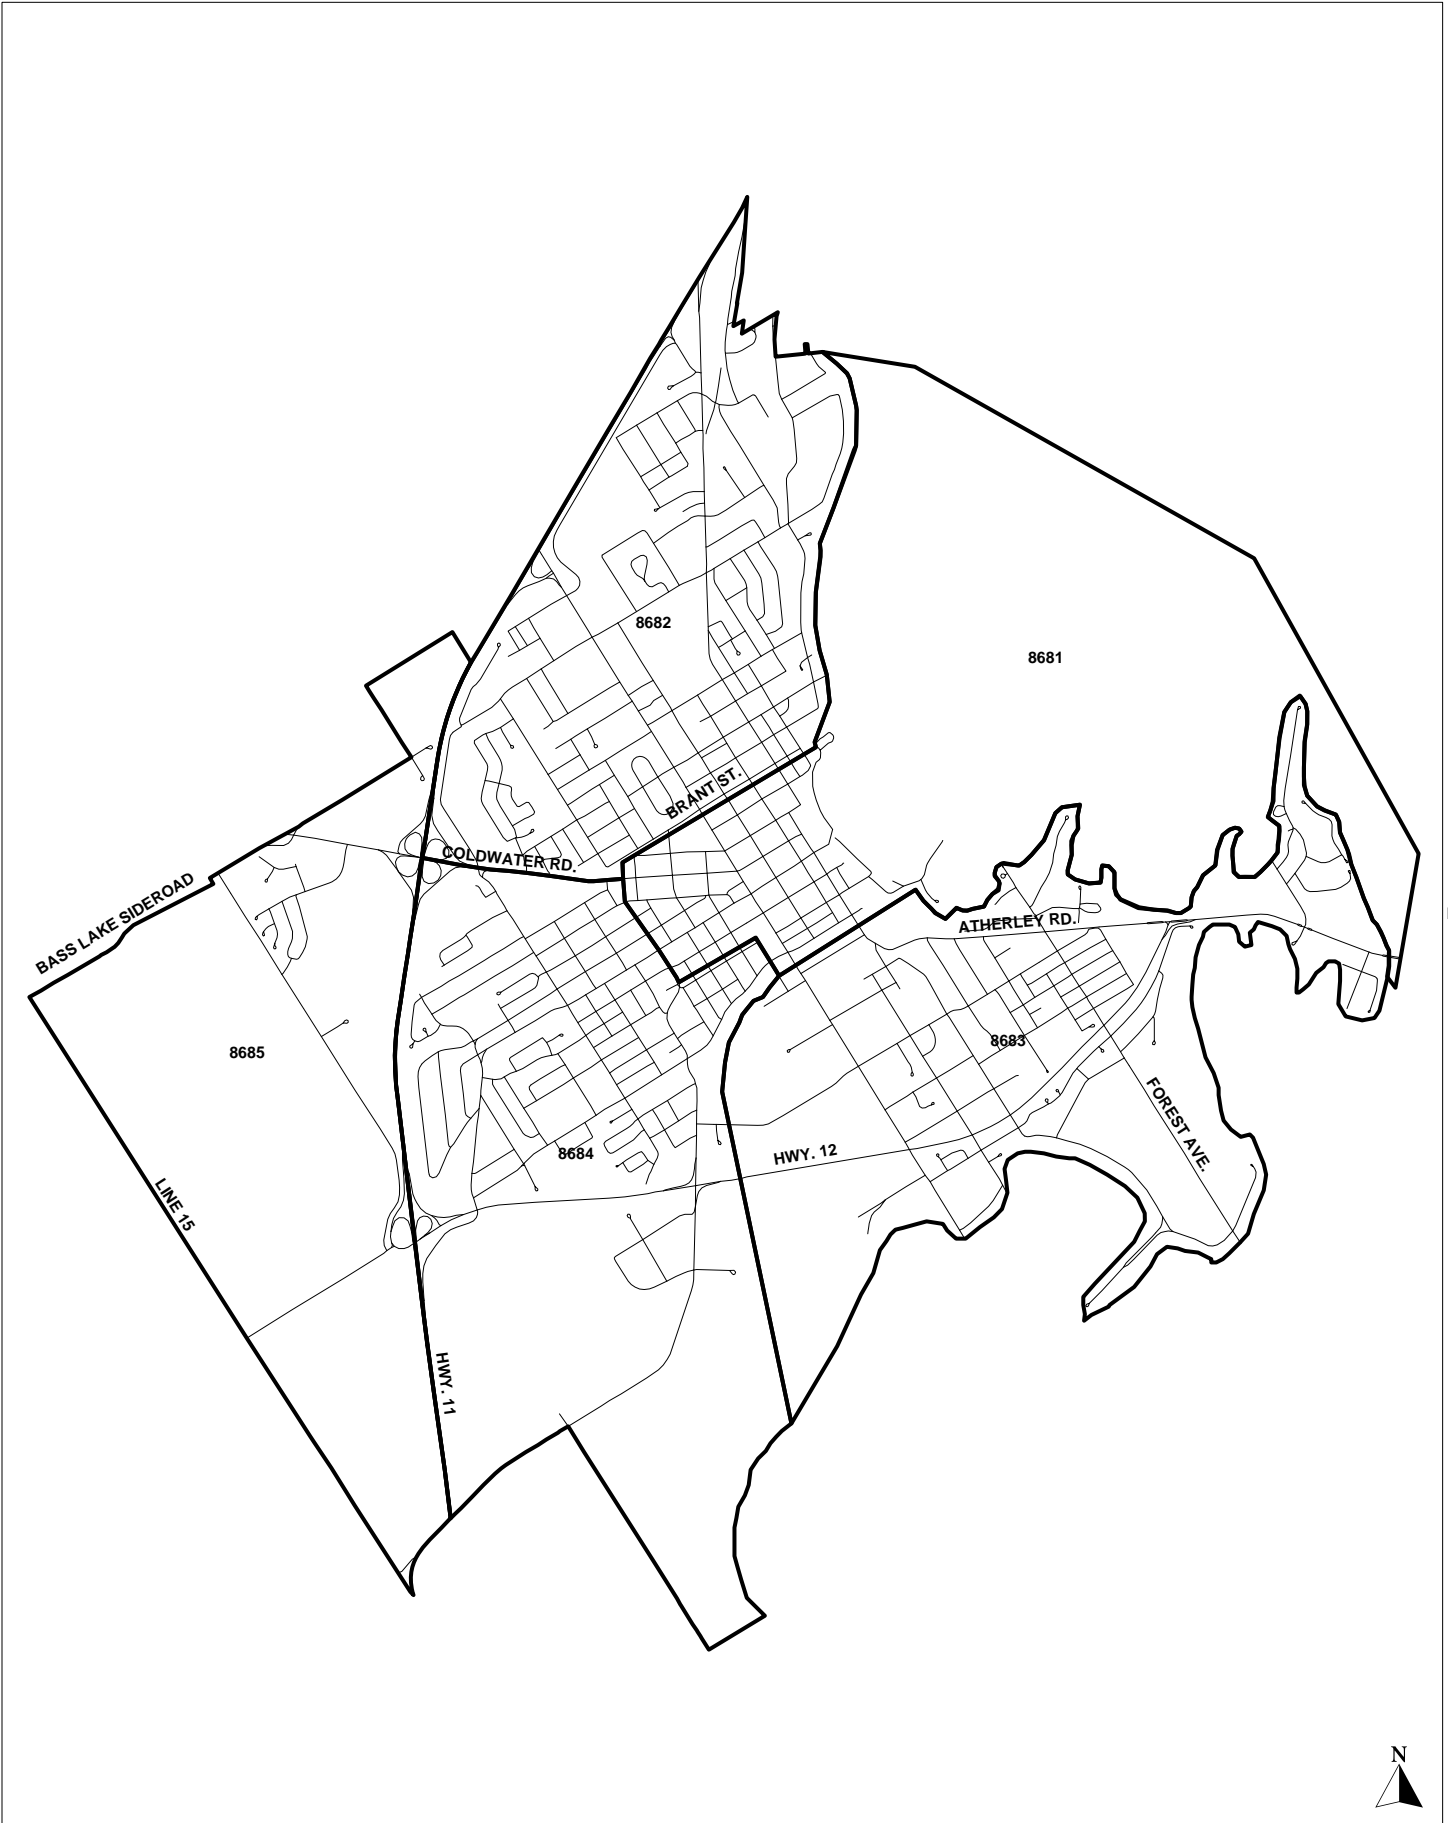 8682
8681
BRANT ST.
COLDWATER RD.
BASS LAKE SIDEROAD
ATHERLEY RD.
8685
8683
FOREST AVE.
8684
HWY. 12
LINE 15
HWY. 11
N